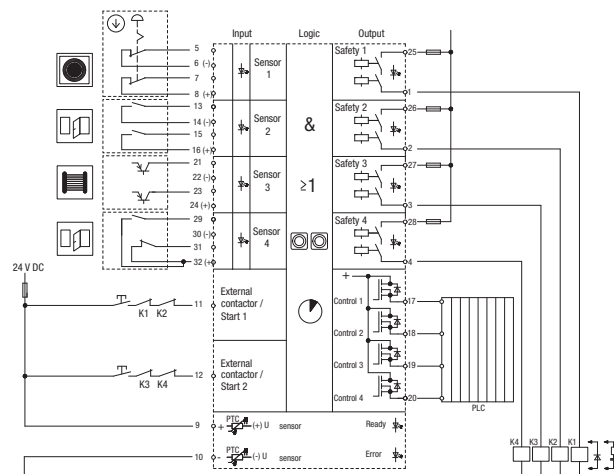 Input Logic Output
5
6 (-)
7
8 (+)
Sensor
1
Safety 1
25
1
13
14 (-)
15
16 (+)
Sensor
2
&
Safety 2
26
2
21
22 (-)
23
24 (+)
Sensor
3
≥1
Safety 3
27
3
29
30 (-)
31
32 (+)
Sensor
4
Safety 4
28
4
24 V DC
K1 K2
11
External
contactor /
Start 1
+
Control 1
17
Control 2
18
K3 K4
12
External
contactor /
Start 2
Control 3
19
Control 4
20
PLC
9 + PTC (+) U sensor
Ready
10 - PTC (-) U sensor
Error
K4 K3 K2 K1